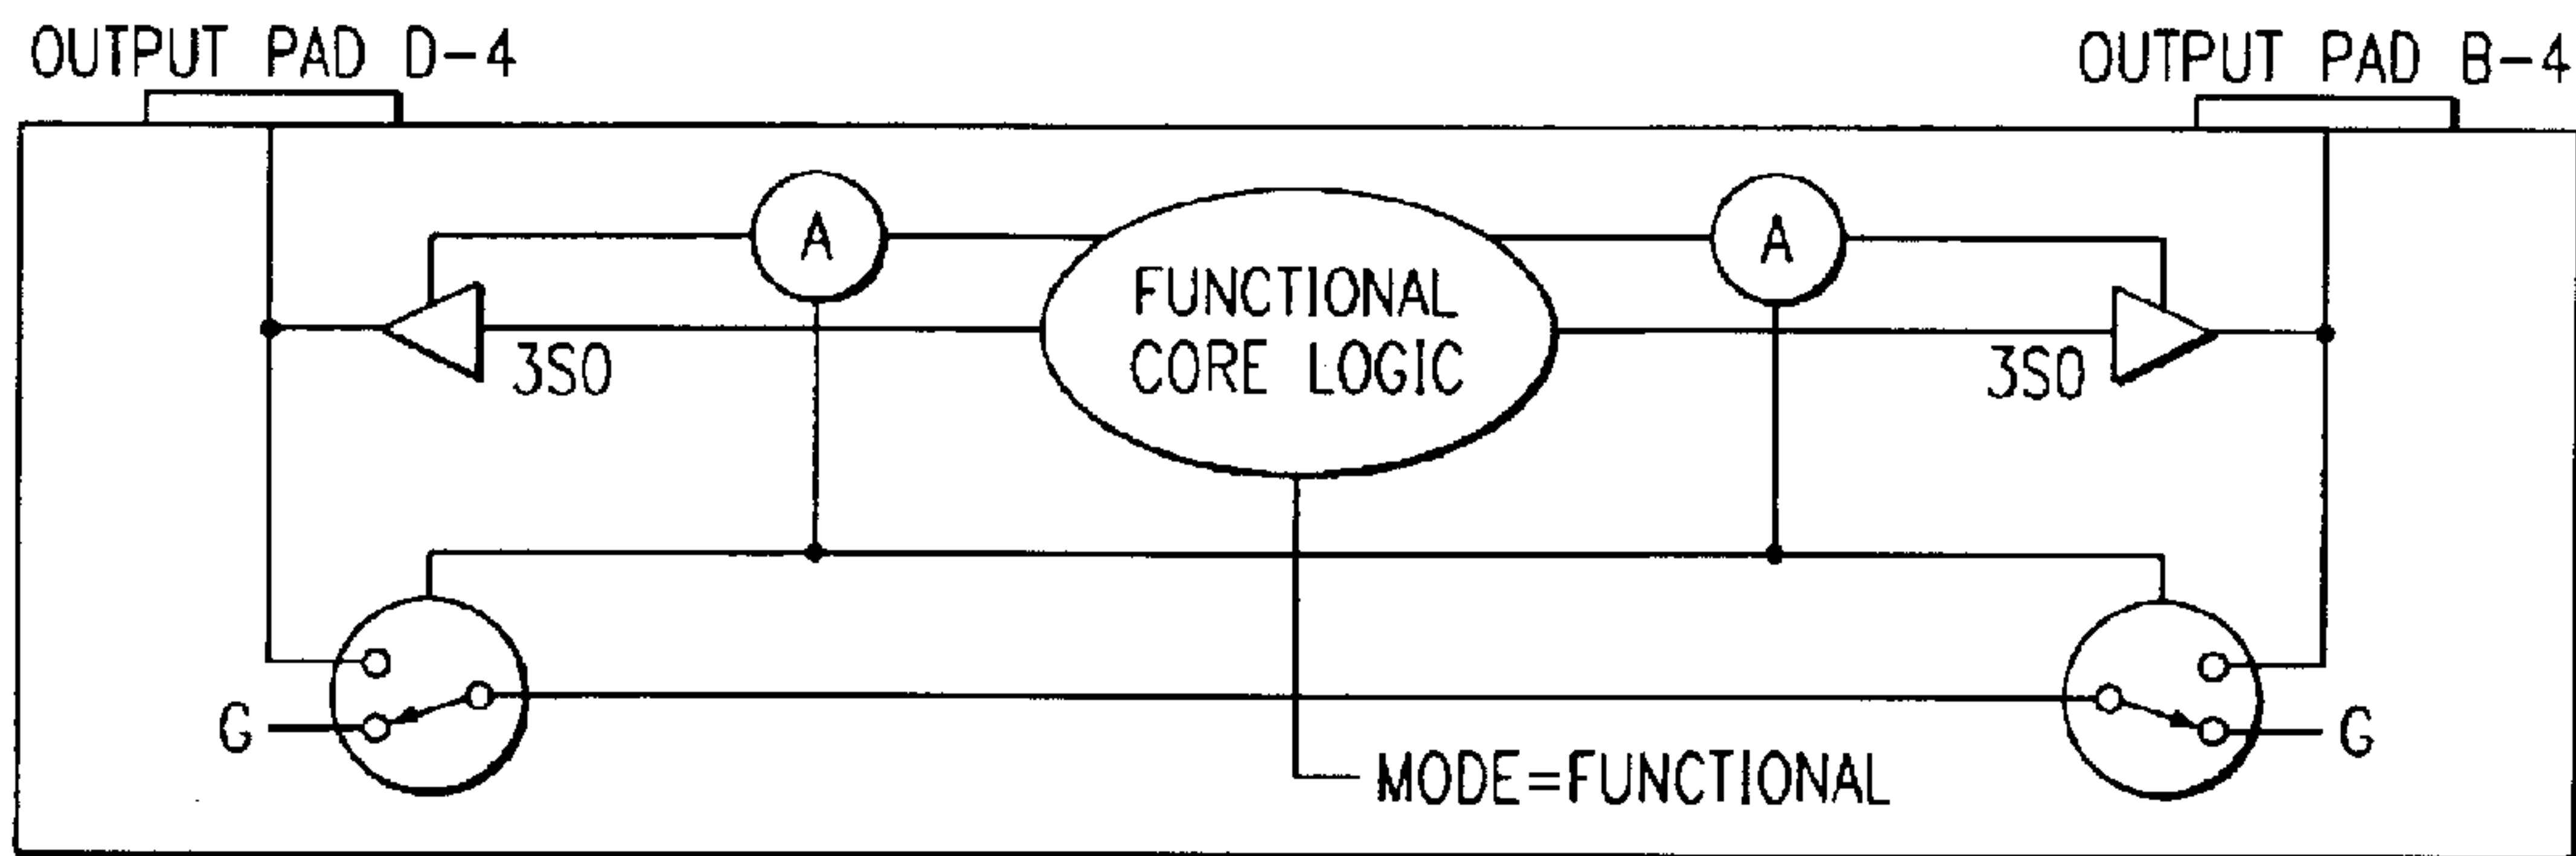 OUTPUT PAD D-4
OUTPUT PAD B-4
A
A
FUNCTIONAL
CORE LOGIC
3SO
3SO
G
G
MODE=FUNCTIONAL